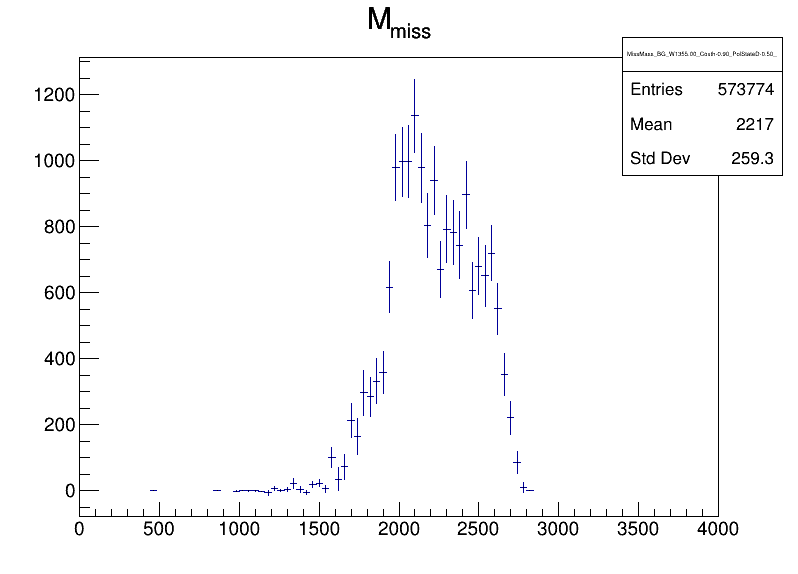 M_miss
MissMass_BG_W1355.00_Costh-0.90_PolStateD-0.50_
Entries 573774
Mean 2217
Std Dev 259.3
1200
1000
800
600
400
200
0
0 500 1000 1500 2000 2500 3000 3500 4000